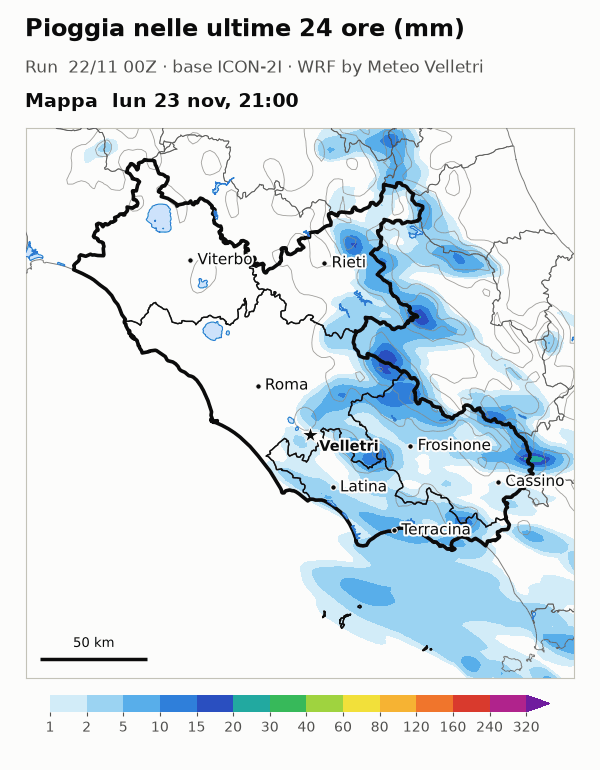 Pioggia nelle ultime 24 ore (mm)
Run  22/11 00Z · base ICON-2I · WRF by Meteo Velletri
Mappa  lun 23 nov, 21:00
Viterbo
Rieti
Roma
Velletri
Frosinone
Cassino
Latina
Terracina
50 km
1 2 5 10 15 20 30 40 60 80 120 160 240 320